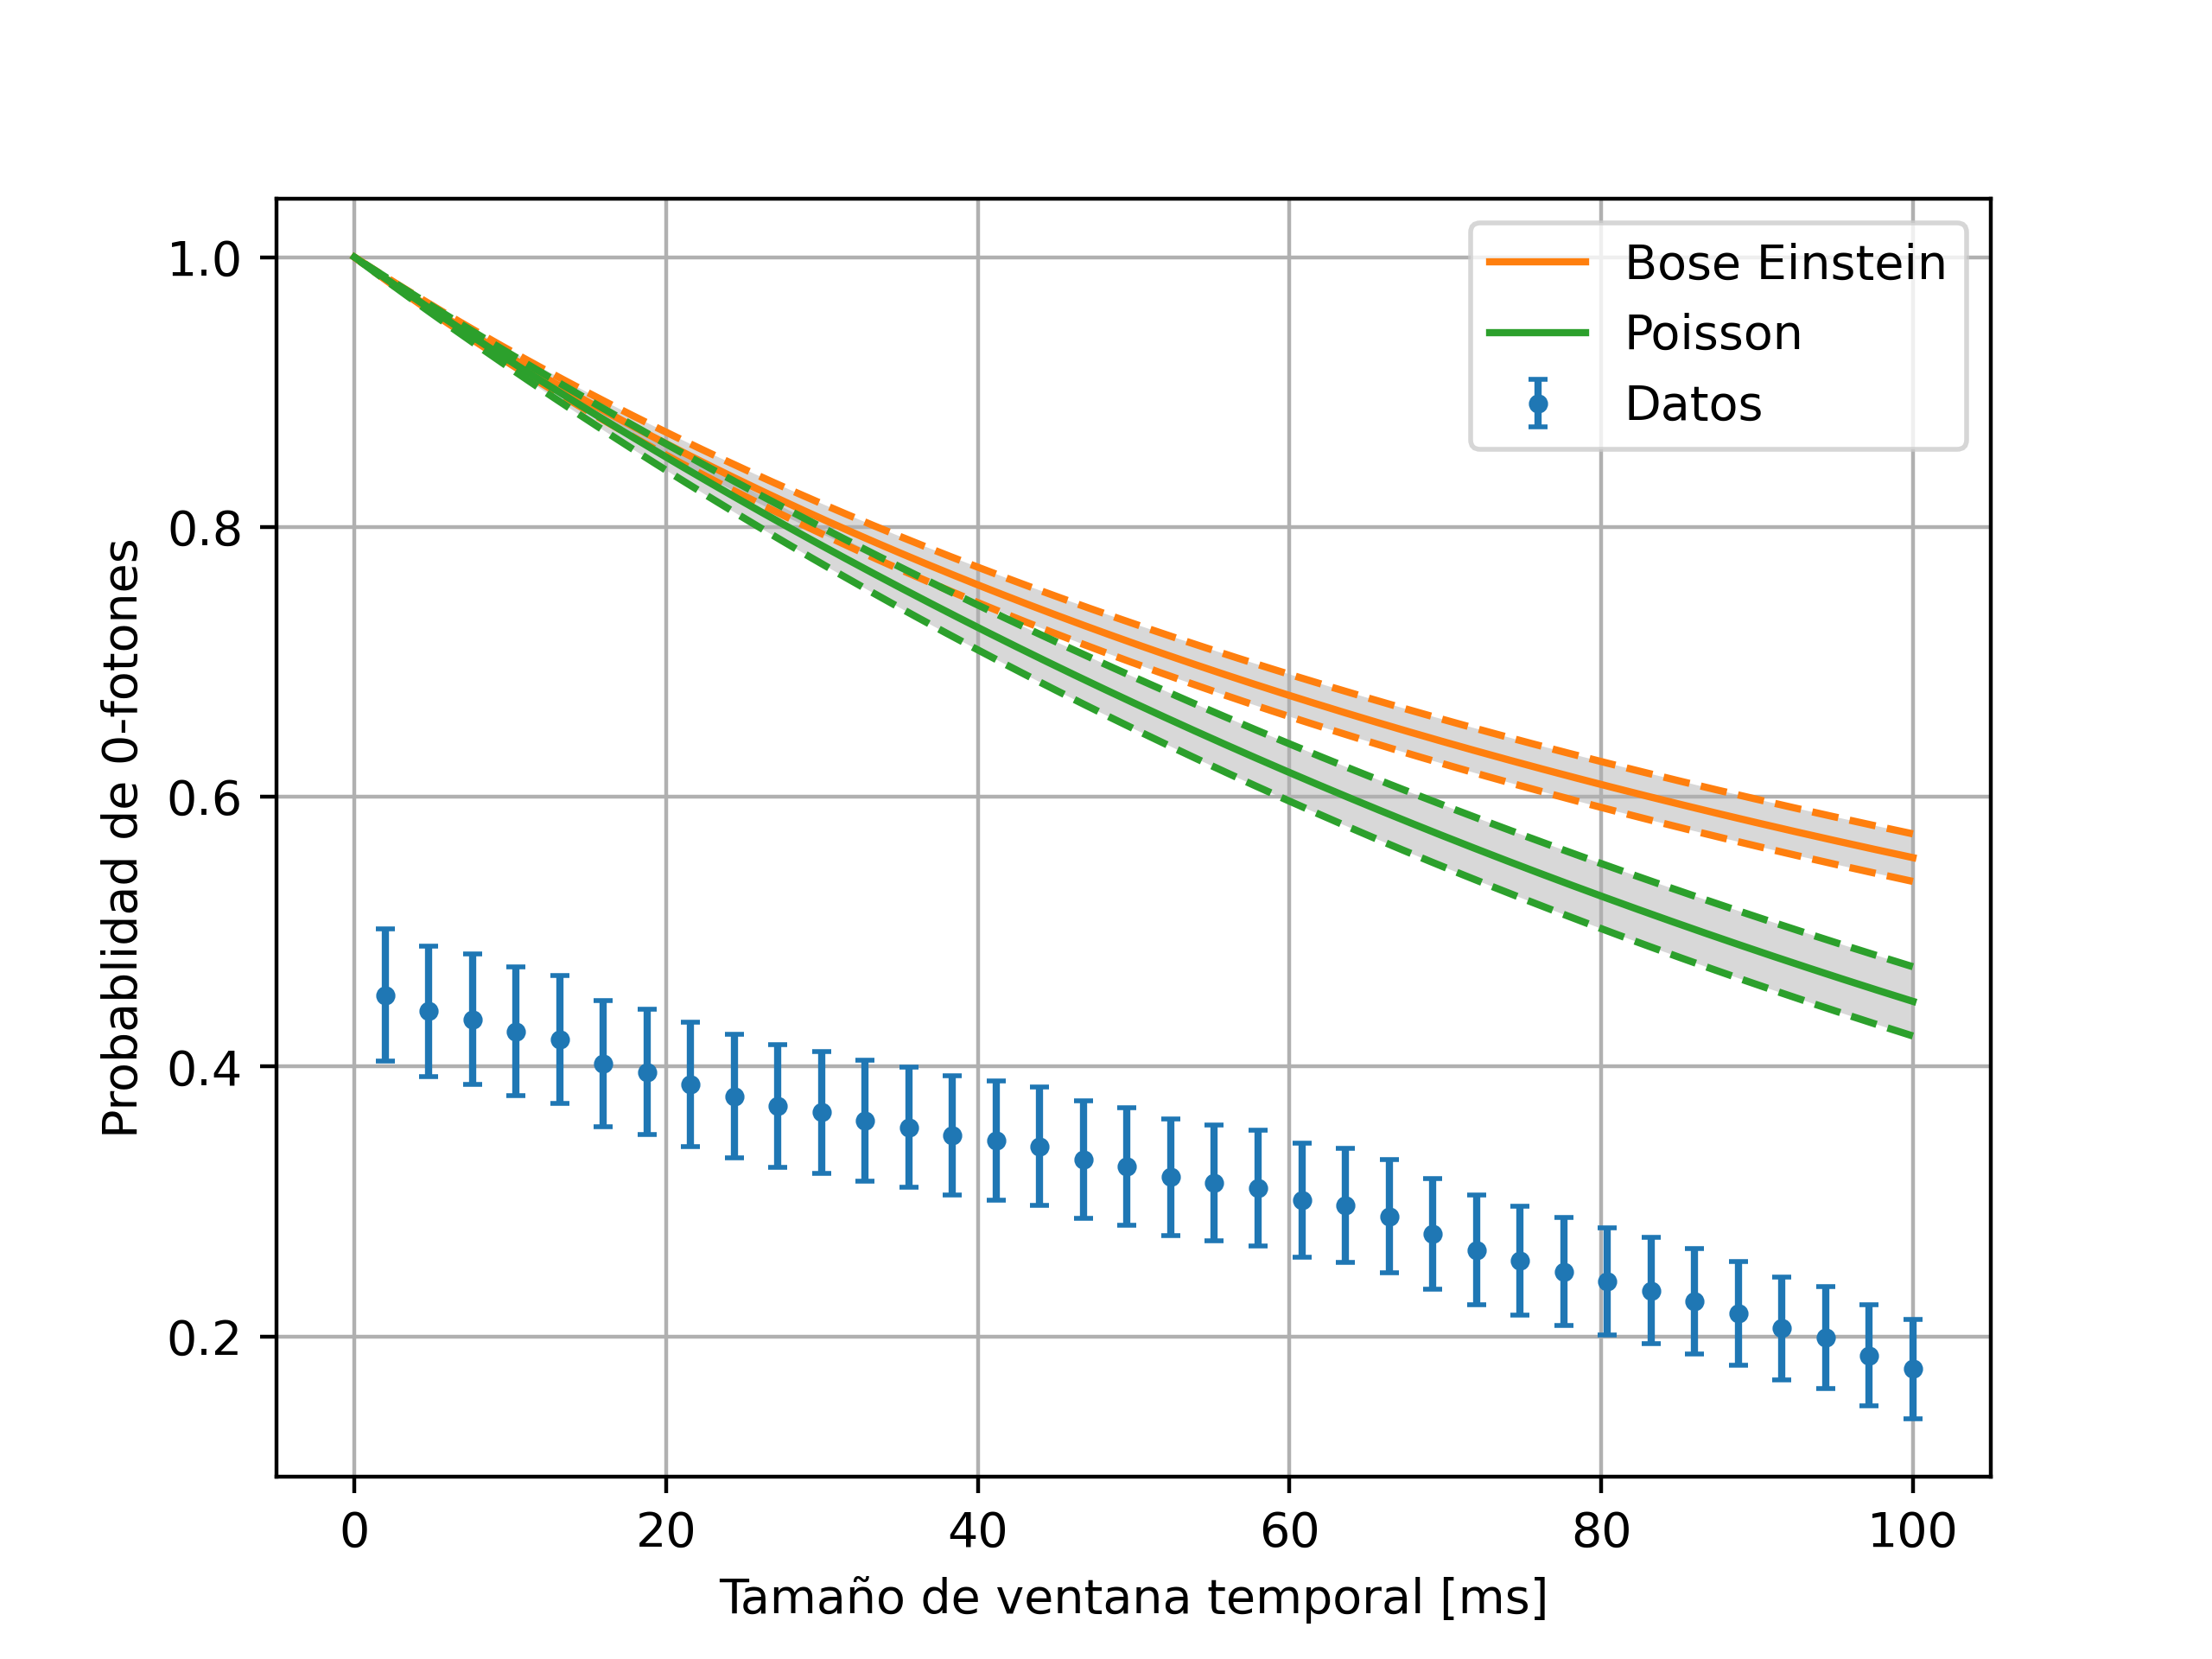 Bose Einstein
Poisson
Datos
1.0
0.8
0.6
0.4
0.2
Probablidad de 0-fotones
0 20 40 60 80 100
Tamaño de ventana temporal [ms]